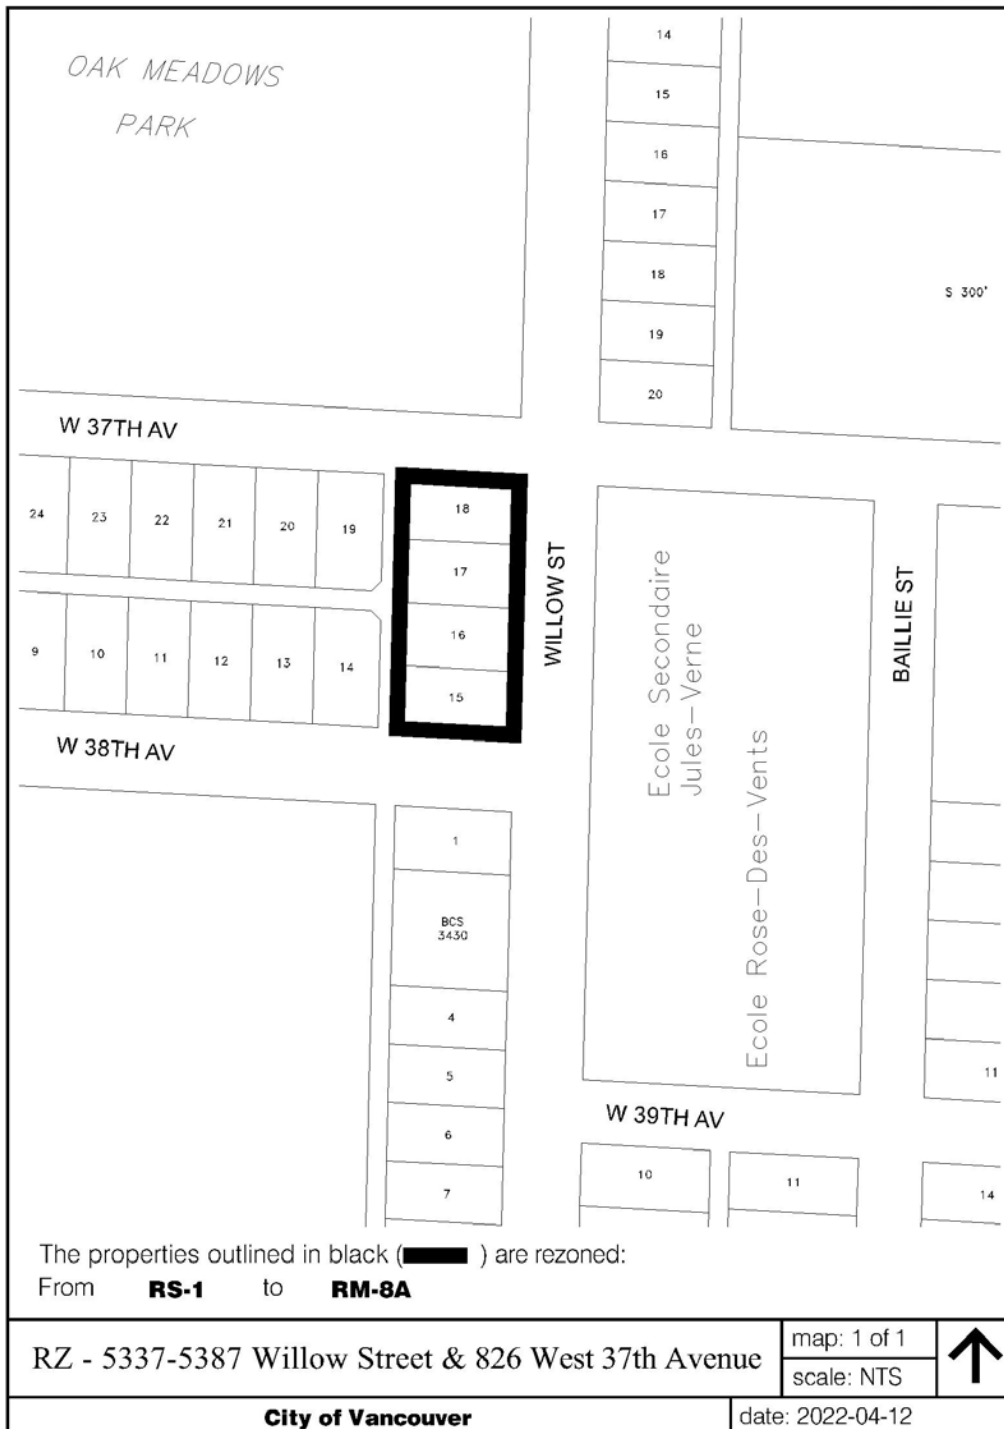 OAK MEADOWS
PARK
14
15
16
17
18
19
20
S 300'
W 37TH AV
24
23
22
21
20
19
18
17
16
15
9
10
11
12
13
14
WILLOW ST
BAILLIE ST
Ecole Secondaire
Jules-Verne
Ecole Rose-Des-Vents
W 38TH AV
1
BCS
3430
4
5
6
7
11
W 39TH AV
10
11
14
The properties outlined in black ( ) are rezoned:
From RS-1 to RM-8A
RZ - 5337-5387 Willow Street & 826 West 37th Avenue
map: 1 of 1
scale: NTS
City of Vancouver
date: 2022-04-12